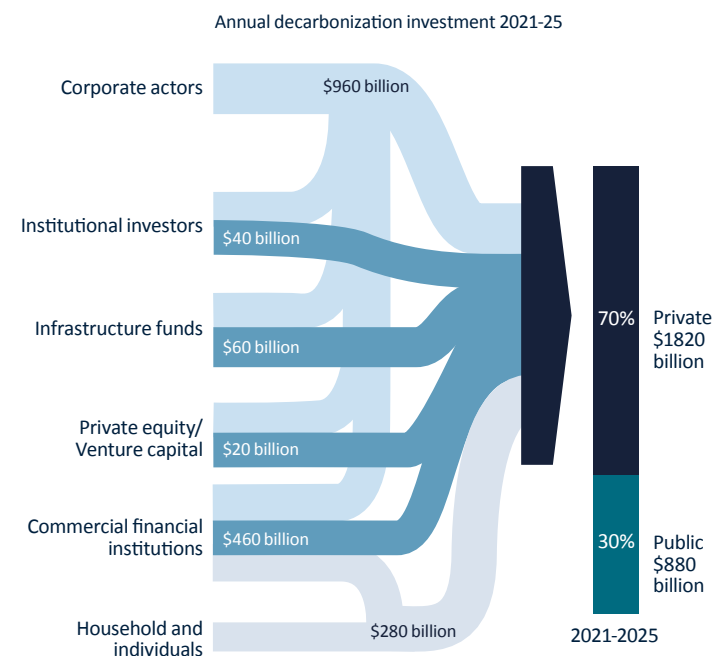 Annual decarbonization investment 2021-25
Corporate actors
$960 billion
Institutional investors
$40 billion
Infrastructure funds
$60 billion
Private equity/
Venture capital
$20 billion
Commercial financial
institutions
$460 billion
Household and
individuals
$280 billion
70%
Private
$1820
billion
30%
Public
$880
billion
2021-2025